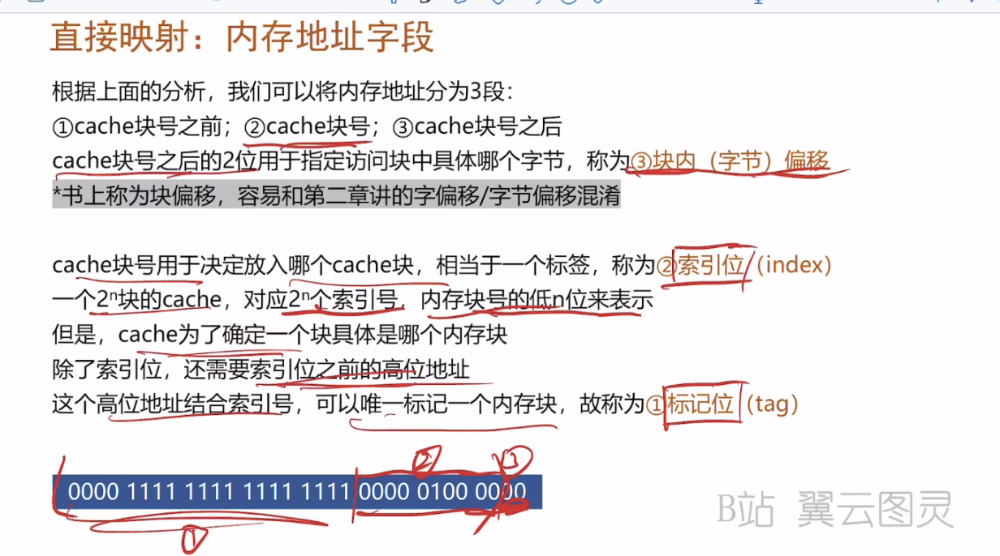 直接映射：内存地址字段
根据上面的分析，我们可以将内存地址分为3段：
①cache块号之前；②cache块号；③cache块号之后
cache块号之后的2位用于指定访问块中具体哪个字节，称为③块内（字节）偏移
*书上称为块偏移，容易和第二章讲的字偏移/字节偏移混淆
cache块号用于决定放入哪个cache块，相当于一个标签，称为②索引位（index）
一个2ⁿ块的cache，对应2ⁿ个索引号，内存块号的低n位来表示
但是，cache为了确定一个块具体是哪个内存块
除了索引位，还需要索引位之前的高位地址
这个高位地址结合索引号，可以唯一标记一个内存块，故称为①标记位（tag）
② ③
0000 1111 1111 1111 1111 0000 0100 0000
①
B站 翼云图灵